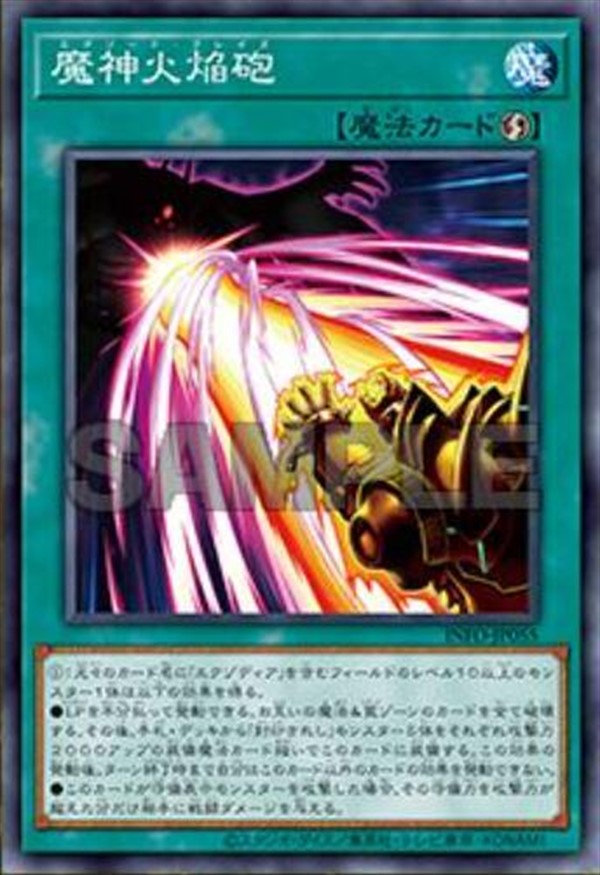 エクゾード・フレイム
魔神火焔砲
魔
【魔法カード】
SAMPLE
INFO-JP055
①:元々のカード名に「エクゾディア」を含むフィールドのレベル10以上のモン
スター1体は以下の効果を得る。
●LPを半分払って発動できる。お互いの魔法&罠ゾーンのカードを全て破壊
する。その後、手札・デッキから「封印されし」モンスター5体をそれぞれ攻撃力
2000アップの装備魔法カード扱いでこのカードに装備する。この効果の
発動後、ターン終了時まで自分はこのカード以外のカードの効果を発動できない。
●このカードが守備表示モンスターを攻撃した場合、その守備力を攻撃力が
超えた分だけ相手に戦闘ダメージを与える。
©スタジオ・ダイス/集英社・テレビ東京・KONAMI